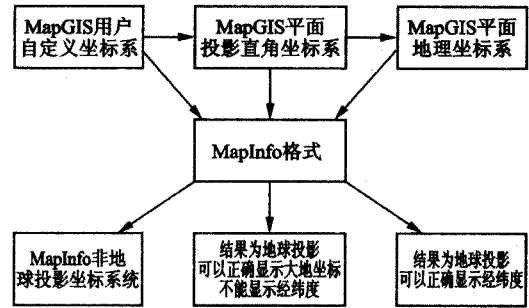 MapGIS用户
自定义坐标系
MapGIS平面
投影直角坐标系
MapGIS平面
地理坐标系
MapInfo格式
MapInfo非地
球投影坐标系统
结果为地球投影
可以正确显示大地坐标
不能显示经纬度
结果为地球投影
可以正确显示经纬度